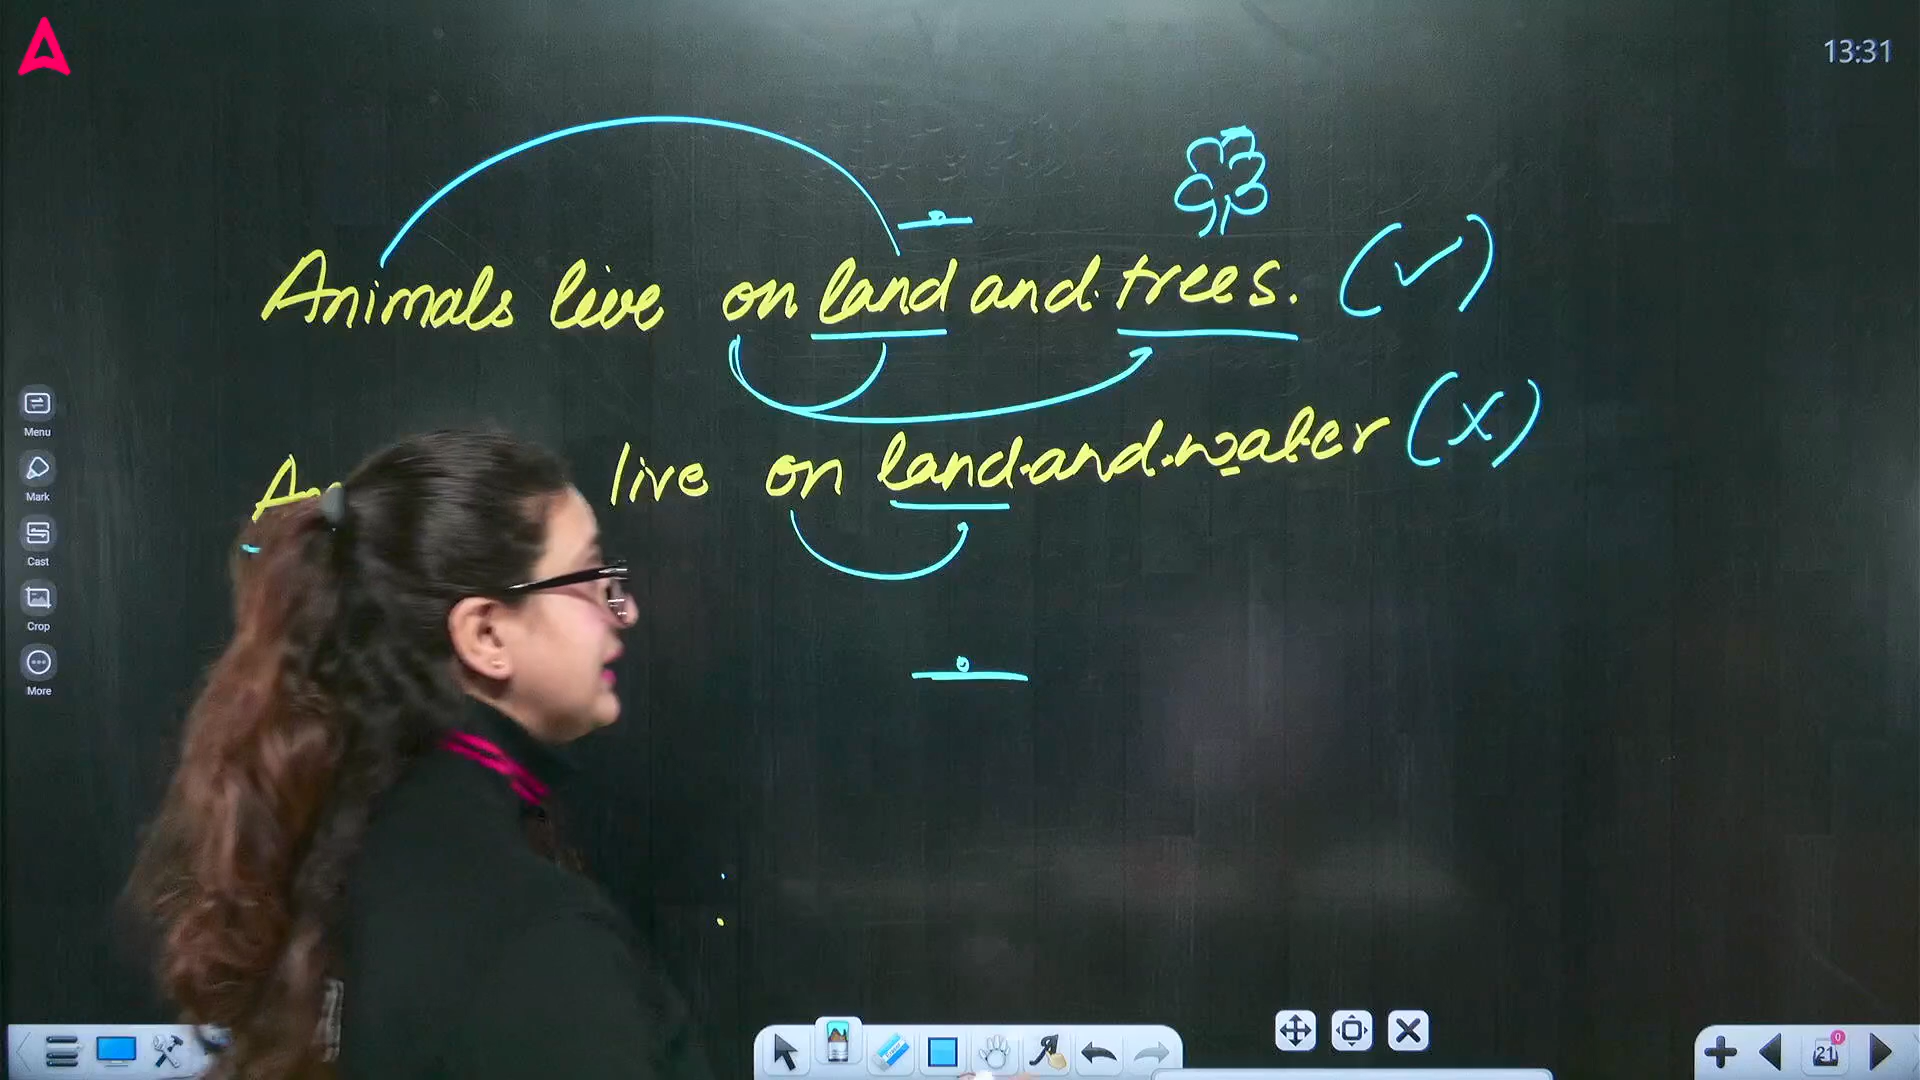 13:31
Animals live on land and trees. (✓)
live on land and water (x)
Menu
Mark
Cast
Crop
More
21
0